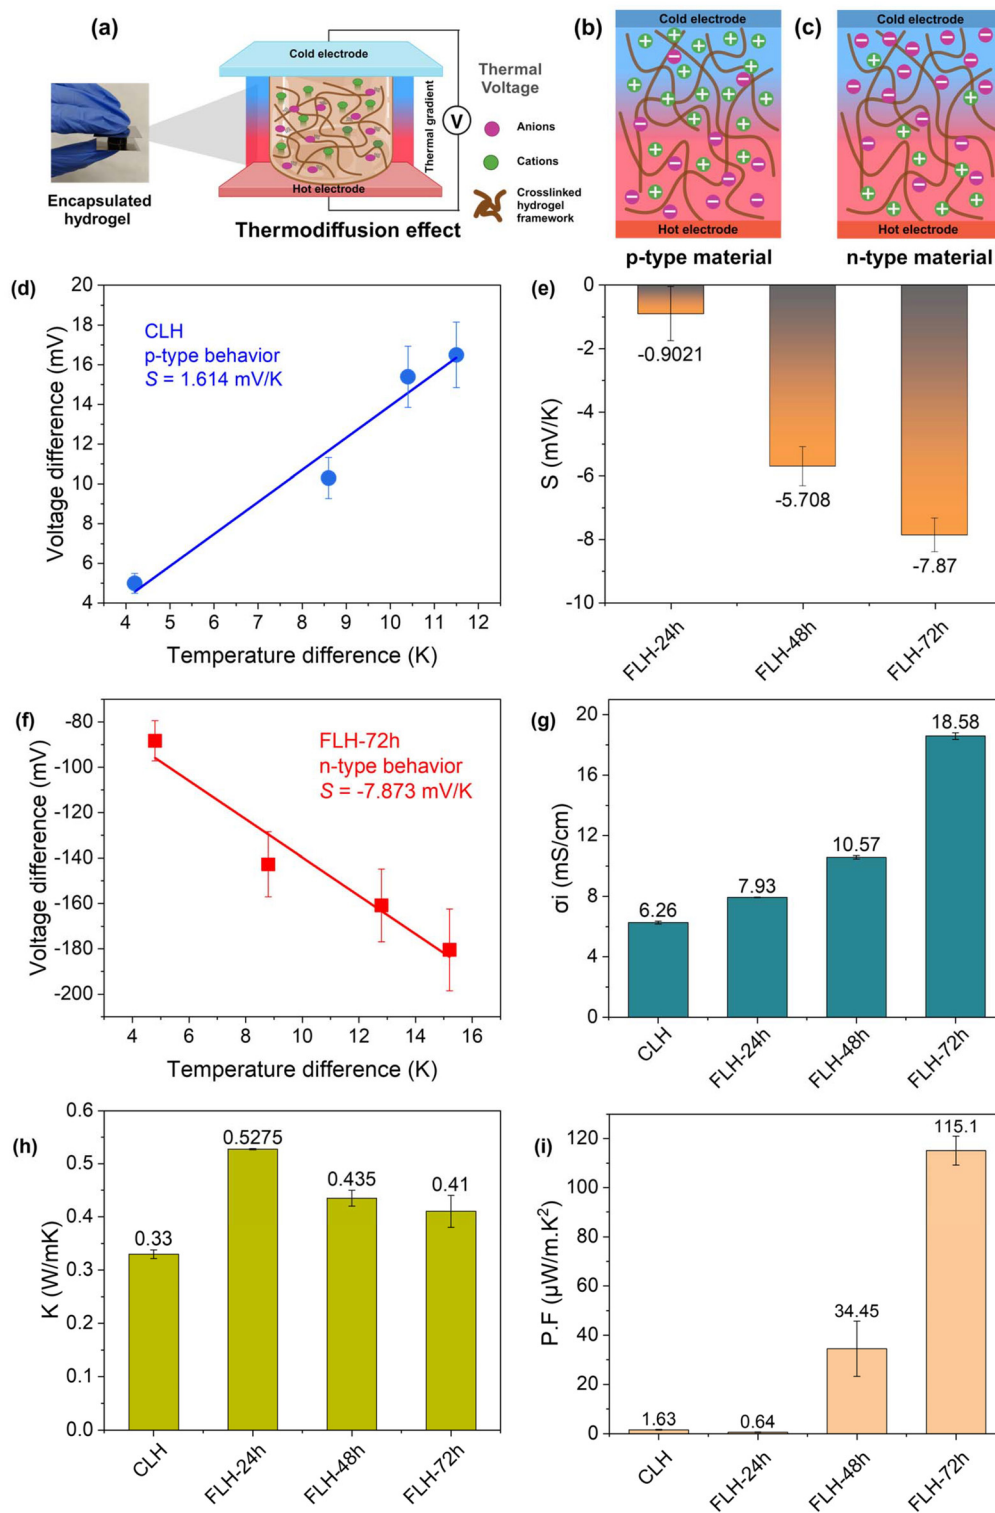 (a)
Cold electrode
Thermal gradient
Hot electrode
V
Encapsulated
hydrogel
Thermodiffusion effect
Thermal
Voltage
Anions
Cations
Crosslinked
hydrogel
framework
(b)
Cold electrode
Hot electrode
p-type material
(c)
Cold electrode
Hot electrode
n-type material
(d)
Voltage difference (mV)
20
18
16
14
12
10
8
6
4
CLH
p-type behavior
S = 1.614 mV/K
4 5 6 7 8 9 10 11 12
Temperature difference (K)
(e)
S (mV/K)
0
-2
-4
-6
-8
-10
-0.9021
-5.708
-7.87
FLH-24h
FLH-48h
FLH-72h
(f)
Voltage difference (mV)
-80
-100
-120
-140
-160
-180
-200
FLH-72h
n-type behavior
S = -7.873 mV/K
4 6 8 10 12 14 16
Temperature difference (K)
(g)
σi (mS/cm)
20
16
12
8
4
0
6.26
7.93
10.57
18.58
CLH
FLH-24h
FLH-48h
FLH-72h
(h)
K (W/mK)
0.6
0.5
0.4
0.3
0.2
0.1
0.0
0.33
0.5275
0.435
0.41
CLH
FLH-24h
FLH-48h
FLH-72h
(i)
P.F (μW/m.K²)
120
100
80
60
40
20
0
1.63
0.64
34.45
115.1
CLH
FLH-24h
FLH-48h
FLH-72h